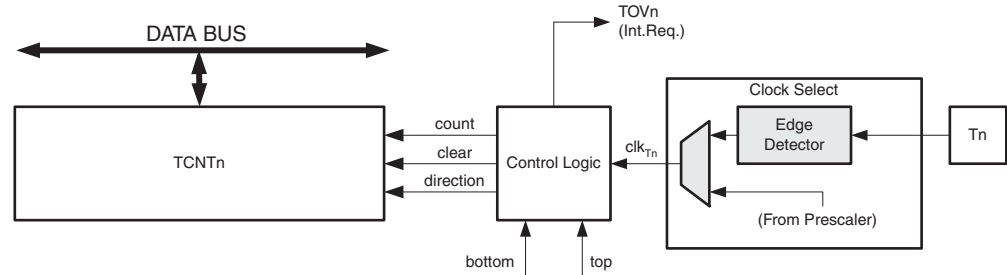 TOVn
(Int.Req.)
DATA BUS
Clock Select
count
Edge
Detector
Tn
TCNTn
clear
Control Logic
clkTn
direction
(From Prescaler)
bottom
top